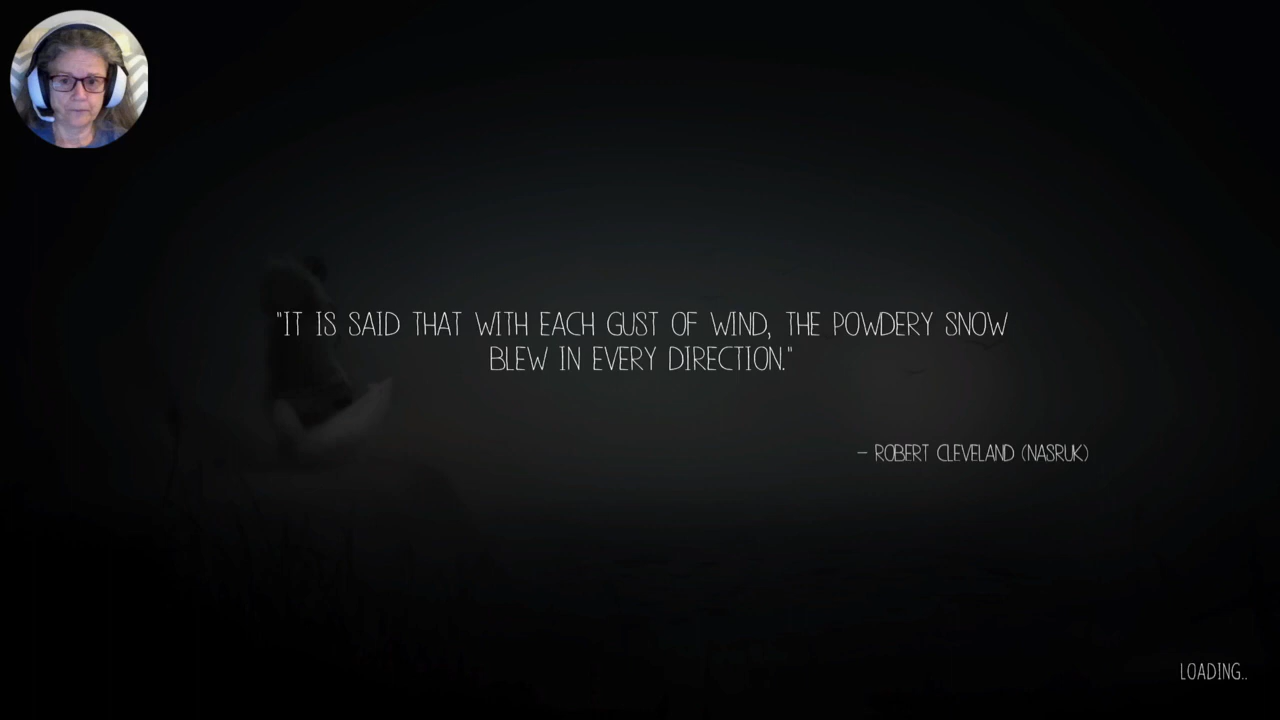 "IT IS SAID THAT WITH EACH GUST OF WIND, THE POWDERY SNOW
BLEW IN EVERY DIRECTION."
– ROBERT CLEVELAND (NASRUK)
LOADING..